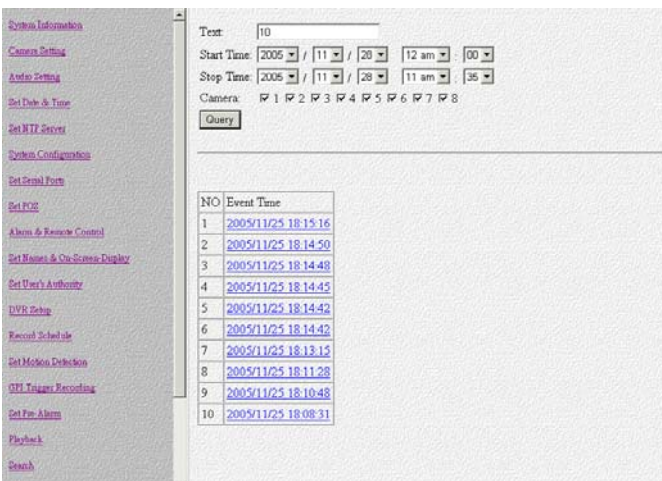 System Information
Camera Setting
Audio Setting
Set Date & Time
Set NTP Server
System Configuration
Set Serial Ports
Set POZ
Alarm & Remote Control
Set Names & On-Screen-Display
Set User's Authority
DVR Setup
Record Schedule
Set Motion Detection
GPI Trigger Recording
Set Pre-Alarm
Playback
Search
Text: 10
Start Time: 2005 / 11 / 28 12 am : 00
Stop Time: 2005 / 11 / 28 11 am : 35
Camera: 1 2 3 4 5 6 7 8
Query
NO Event Time
1 2005/11/25 18:15:16
2 2005/11/25 18:14:50
3 2005/11/25 18:14:48
4 2005/11/25 18:14:45
5 2005/11/25 18:14:42
6 2005/11/25 18:14:42
7 2005/11/25 18:13:15
8 2005/11/25 18:11:28
9 2005/11/25 18:10:48
10 2005/11/25 18:08:31